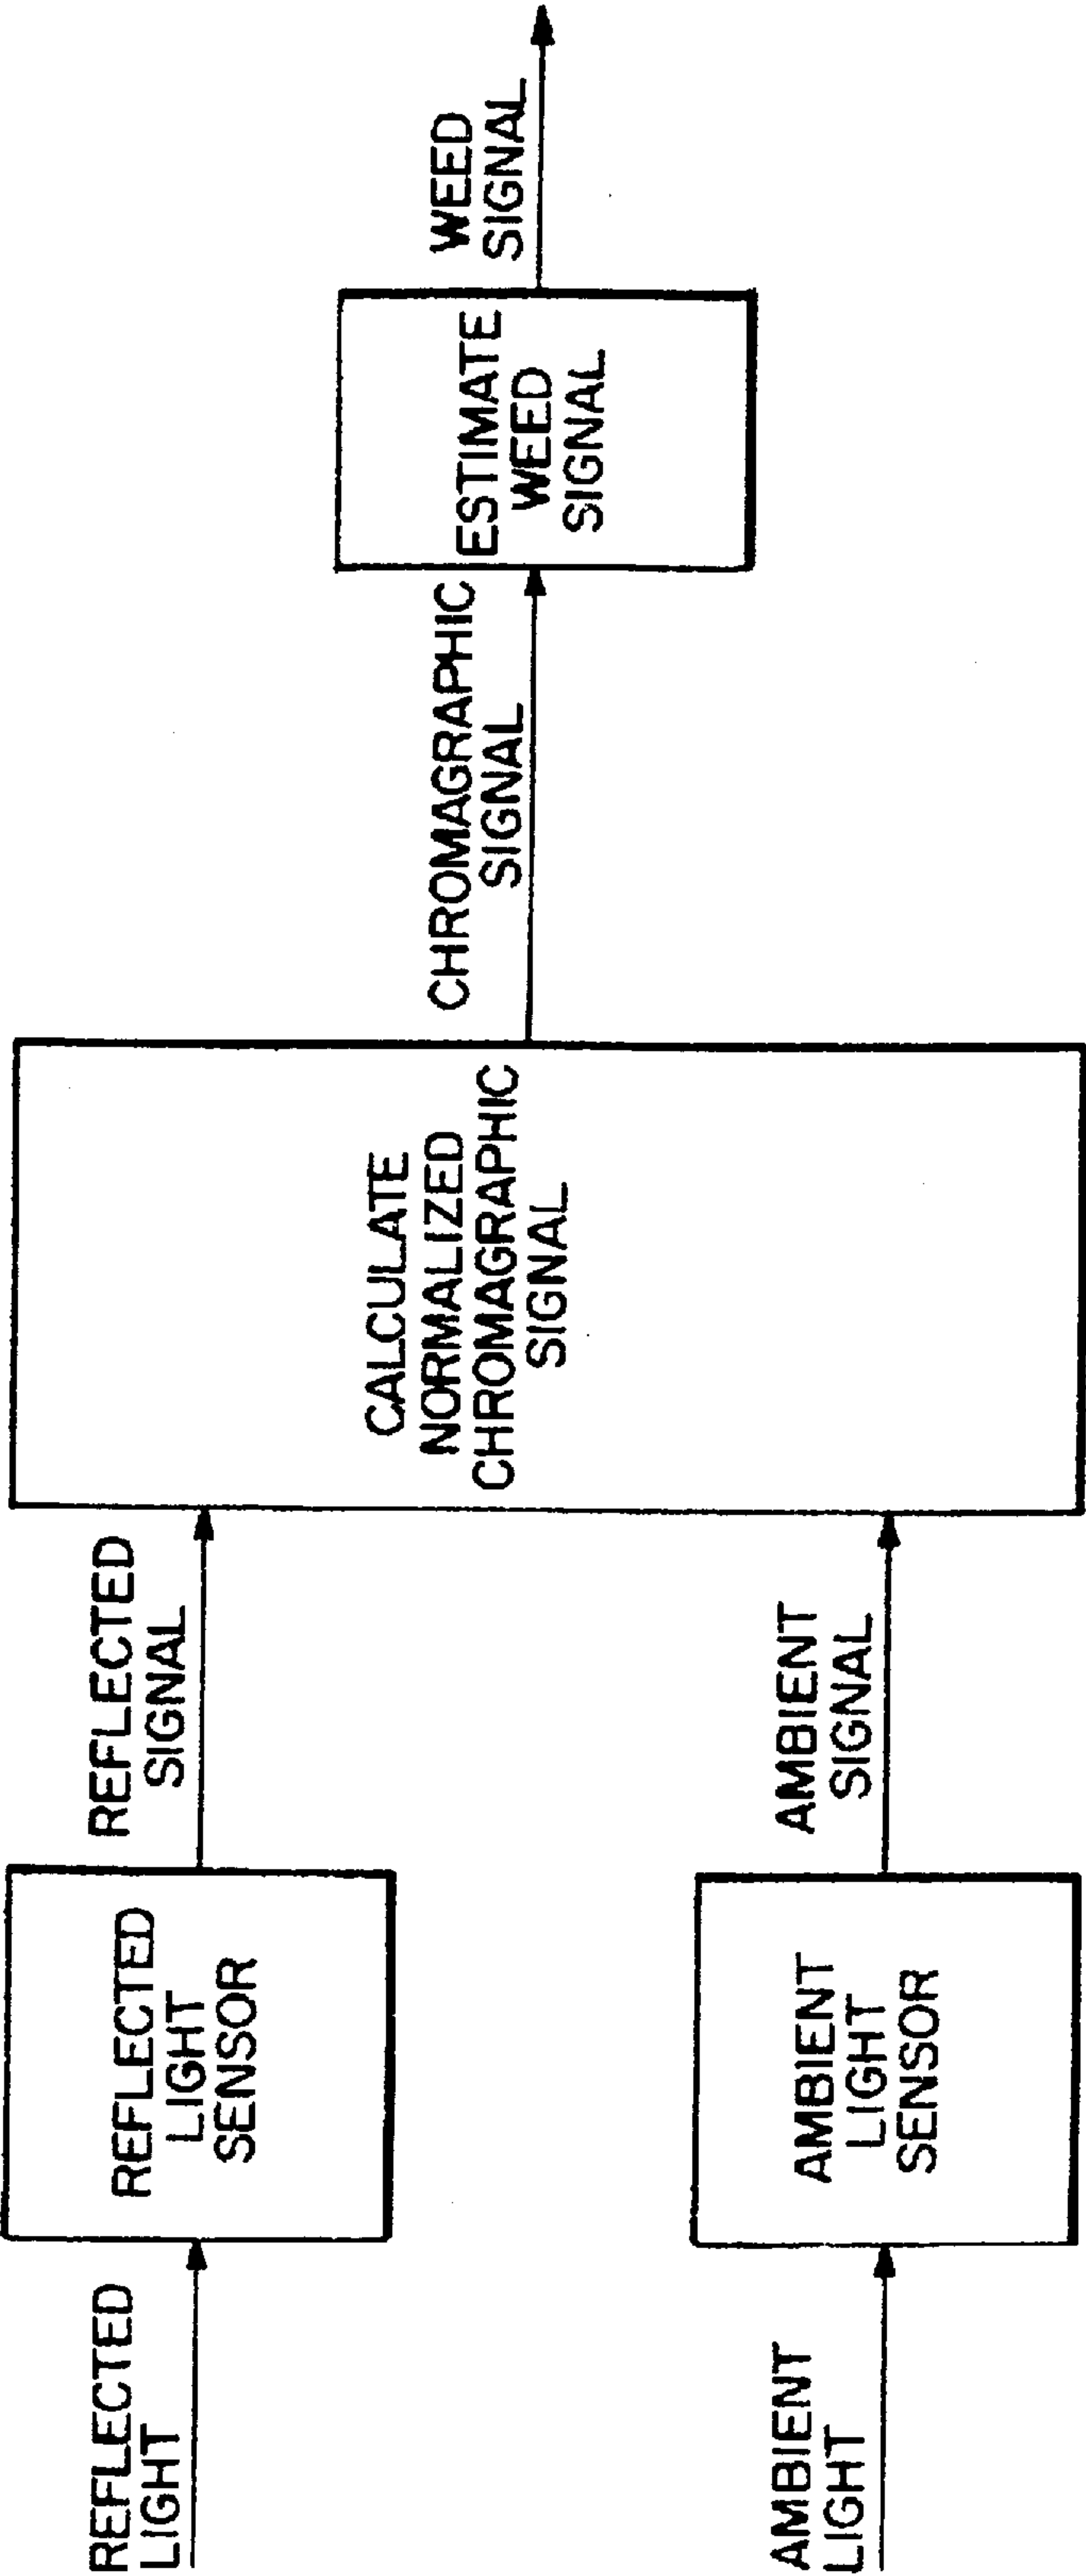 REFLECTED
LIGHT
REFLECTED
LIGHT
SENSOR
REFLECTED
SIGNAL
AMBIENT
LIGHT
AMBIENT
LIGHT
SENSOR
AMBIENT
SIGNAL
CALCULATE
NORMALIZED
CHROMAGRAPHIC
SIGNAL
CHROMAGRAPHIC
SIGNAL
ESTIMATE
WEED
SIGNAL
WEED
SIGNAL